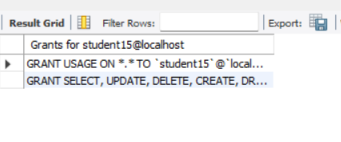 Result Grid Filter Rows: Export:
Grants for student15@localhost
GRANT USAGE ON *.* TO `student15`@`local...
GRANT SELECT, UPDATE, DELETE, CREATE, DR...